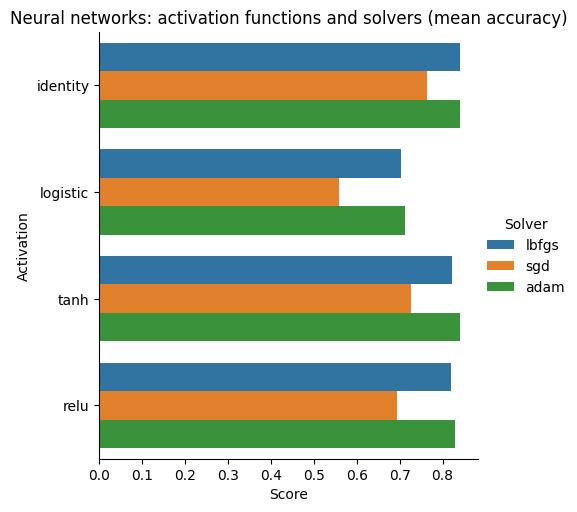 Neural networks: activation functions and solvers (mean accuracy)
identity
logistic
tanh
relu
Activation
0.0 0.1 0.2 0.3 0.4 0.5 0.6 0.7 0.8
Score
Solver
lbfgs
sgd
adam